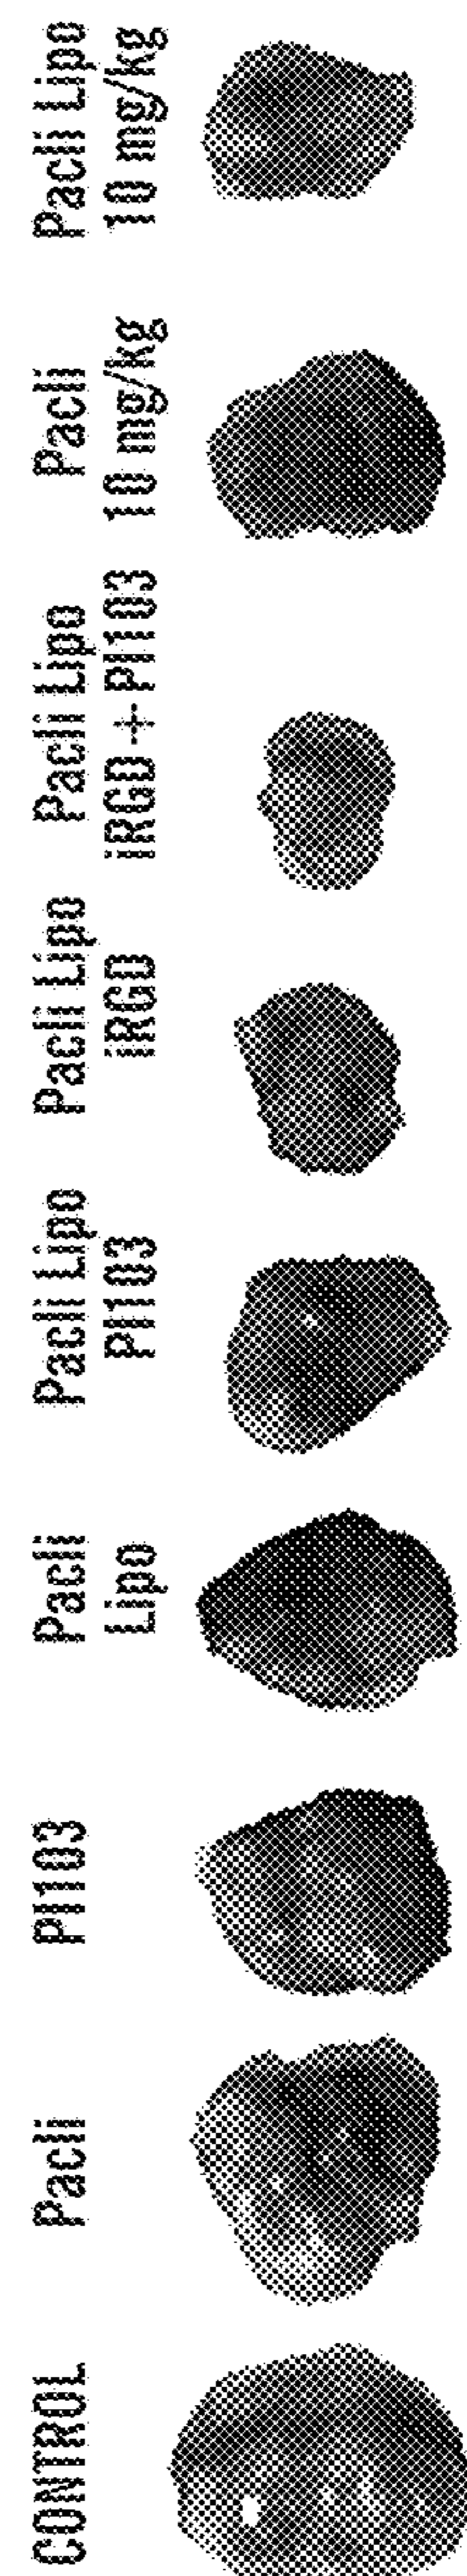 CONTROL
Pacli
PI103
Pacli
Lipo
Pacli Lipo
PI103
Pacli Lipo
iRGD
Pacli Lipo
iRGD + PI103
Pacli
10 mg/kg
Pacli Lipo
10 mg/kg